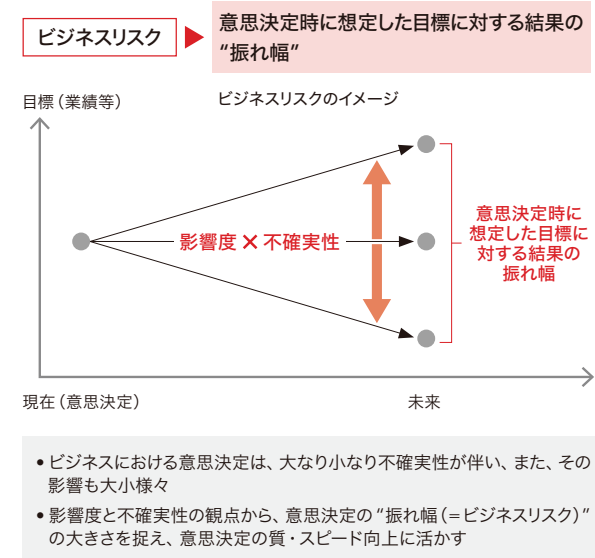 ビジネスリスク
意思決定時に想定した目標に対する結果の
“振れ幅”
目標（業績等）
ビジネスリスクのイメージ
影響度×不確実性
意思決定時に
想定した目標に
対する結果の
振れ幅
現在（意思決定）
未来
•ビジネスにおける意思決定は、大なり小なり不確実性が伴い、また、その
影響も大小様々
•影響度と不確実性の観点から、意思決定の“振れ幅（=ビジネスリスク）”
の大きさを捉え、意思決定の質・スピード向上に活かす